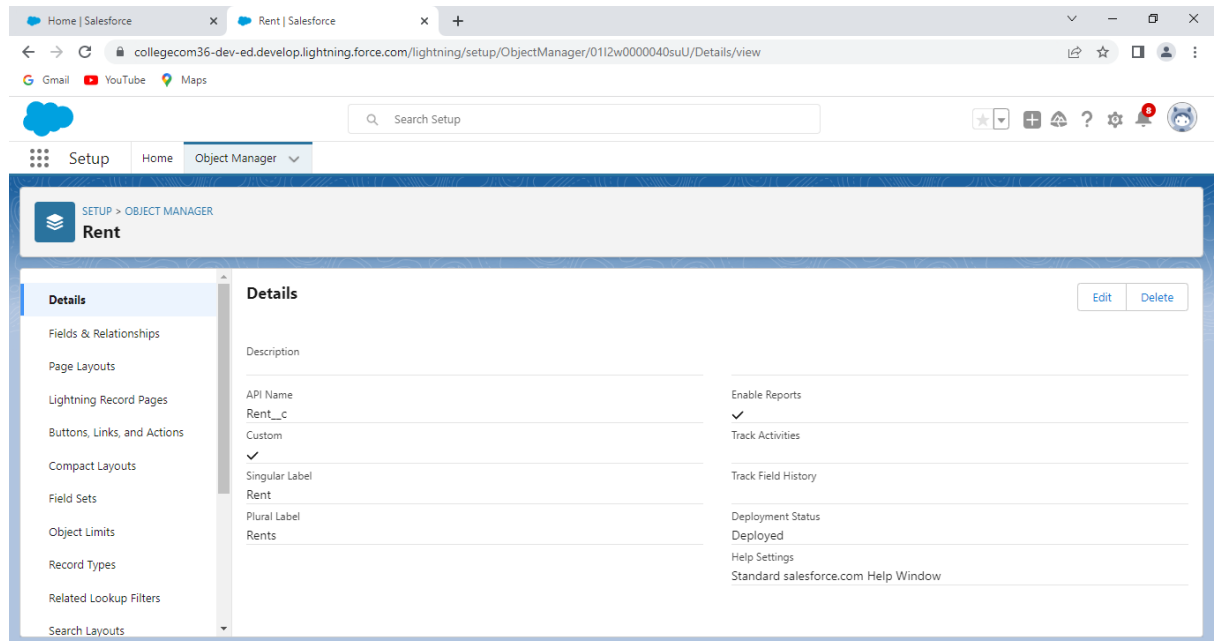 Home | Salesforce
Rent | Salesforce
collegecom36-dev-ed.develop.lightning.force.com/lightning/setup/ObjectManager/01I2w0000040suU/Details/view
Gmail YouTube Maps
Search Setup
8
Setup Home Object Manager
SETUP > OBJECT MANAGER
Rent
Details
Fields & Relationships
Page Layouts
Lightning Record Pages
Buttons, Links, and Actions
Compact Layouts
Field Sets
Object Limits
Record Types
Related Lookup Filters
Search Layouts
Details
Edit Delete
Description
API Name
Rent__c
Custom
Singular Label
Rent
Plural Label
Rents
Enable Reports
Track Activities
Track Field History
Deployment Status
Deployed
Help Settings
Standard salesforce.com Help Window